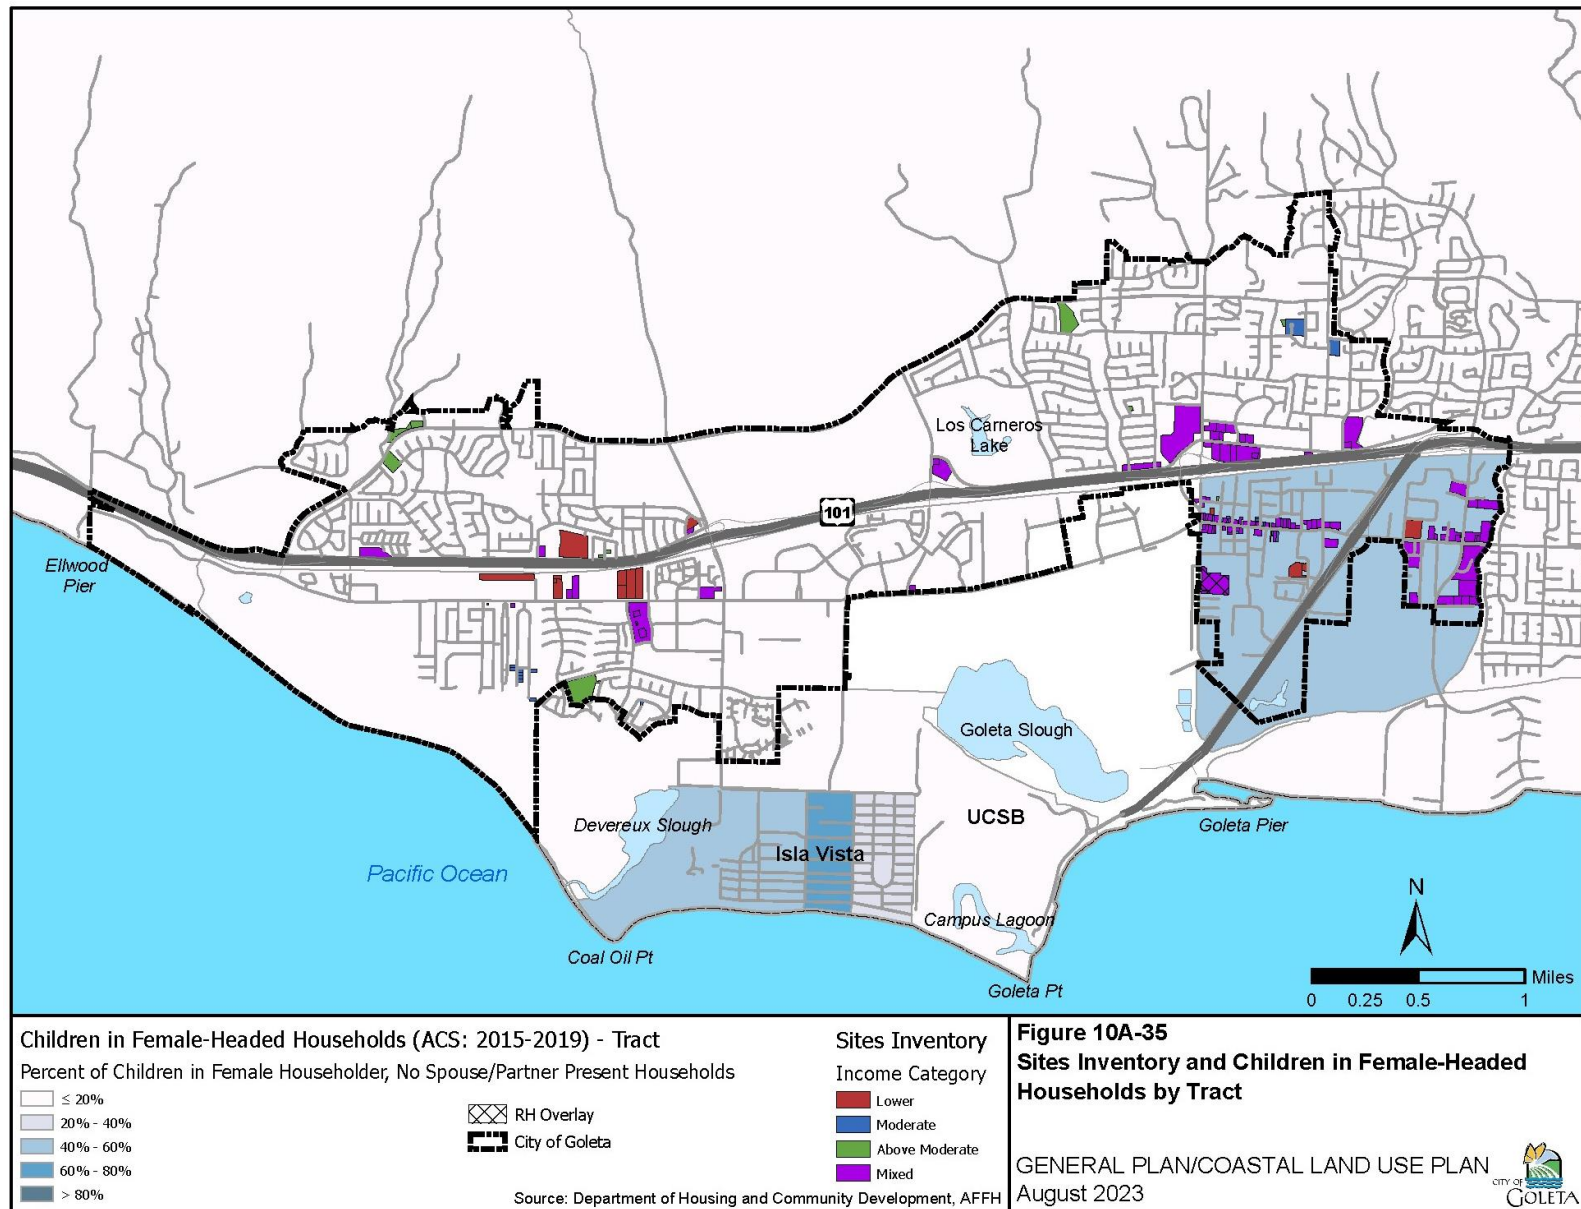 Los Carneros
Lake
101
Ellwood
Pier
Goleta Slough
Devereux Slough
UCSB
Goleta Pier
Isla Vista
Pacific Ocean
Campus Lagoon
N
Coal Oil Pt
Goleta Pt
Miles
0 0.25 0.5 1
Children in Female-Headed Households (ACS: 2015-2019) - Tract
Percent of Children in Female Householder, No Spouse/Partner Present Households
≤ 20%
20% - 40%
40% - 60%
60% - 80%
> 80%
RH Overlay
City of Goleta
Sites Inventory
Income Category
Lower
Moderate
Above Moderate
Mixed
Source: Department of Housing and Community Development, AFFH
Figure 10A-35
Sites Inventory and Children in Female-Headed
Households by Tract
GENERAL PLAN/COASTAL LAND USE PLAN
August 2023
CITY OF
GOLETA